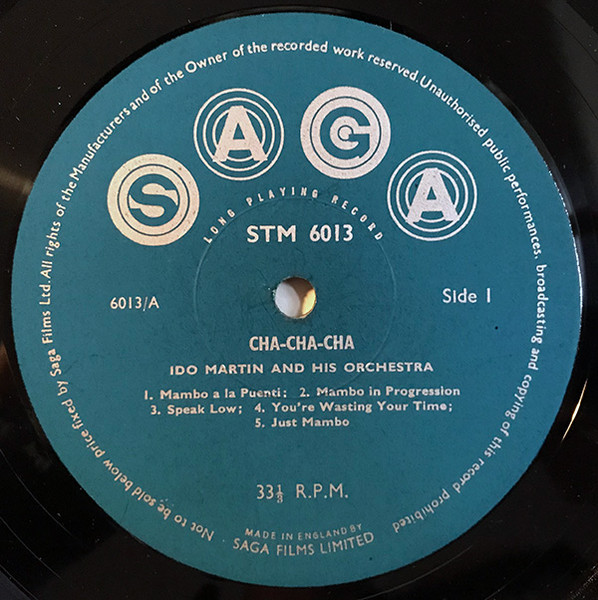 Not to be sold below price fixed by Saga Films Ltd. All rights of the Manufacturers and of the Owner of the recorded work reserved. Unauthorised public performances, broadcasting and copying of this record prohibited
SAGA
LONG PLAYING RECORD
STM 6013
6013/A
Side 1
CHA-CHA-CHA
IDO MARTIN AND HIS ORCHESTRA
1. Mambo a la Puenti; 2. Mambo in Progression
3. Speak Low; 4. You're Wasting Your Time;
5. Just Mambo
33⅓ R.P.M.
MADE IN ENGLAND BY
SAGA FILMS LIMITED